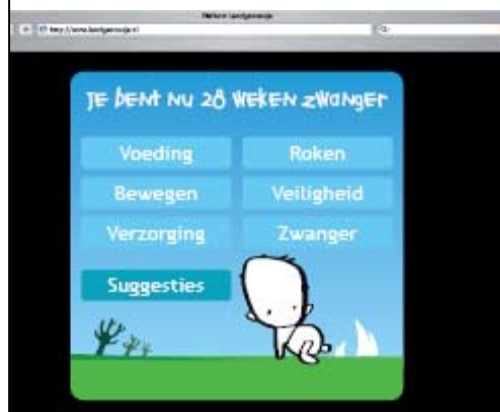 JE BENT NU 28 WEKEN ZWANGER
Voeding
Roken
Bewegen
Veiligheid
Verzorging
Zwanger
Suggesties